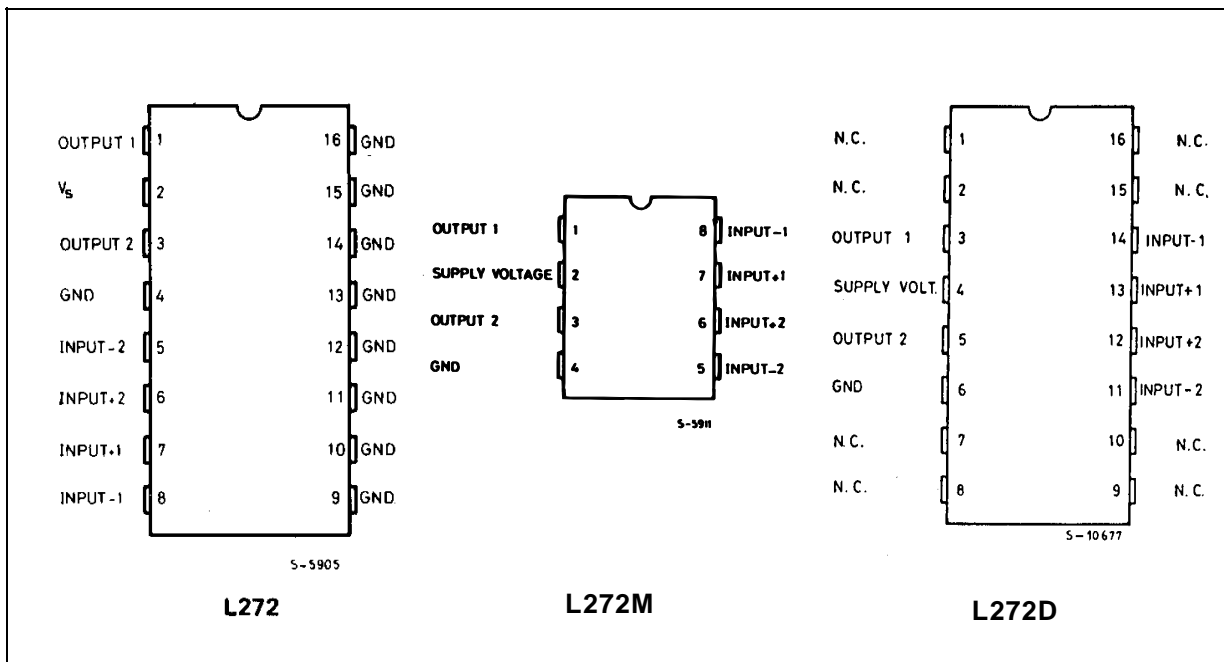 OUTPUT 1 1 16 GND
Vs 2 15 GND
OUTPUT 2 3 14 GND
GND 4 13 GND
INPUT-2 5 12 GND
INPUT+2 6 11 GND
INPUT+1 7 10 GND
INPUT-1 8 9 GND
S-5905
L272
OUTPUT 1 1 8 INPUT-1
SUPPLY VOLTAGE 2 7 INPUT+1
OUTPUT 2 3 6 INPUT+2
GND 4 5 INPUT-2
S-5911
L272M
N.C. 1 16 N.C.
N.C. 2 15 N.C.
OUTPUT 1 3 14 INPUT-1
SUPPLY VOLT. 4 13 INPUT+1
OUTPUT 2 5 12 INPUT+2
GND 6 11 INPUT-2
N.C. 7 10 N.C.
N.C. 8 9 N.C.
S-10677
L272D